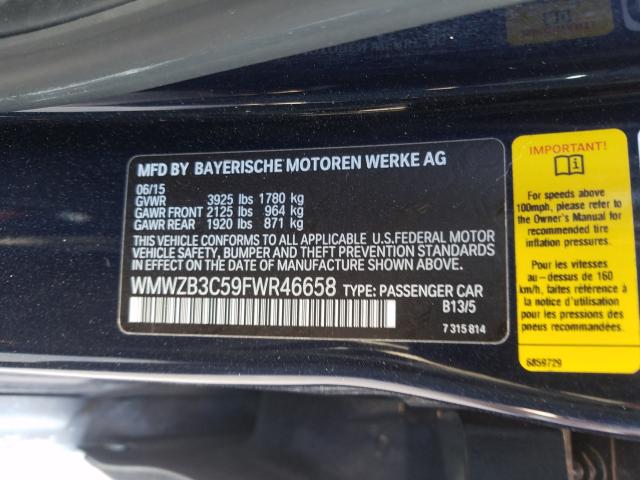 MFD BY BAYERISCHE MOTOREN WERKE AG
06/15
GVWR 3925 lbs 1780 kg
GAWR FRONT 2125 lbs 964 kg
GAWR REAR 1920 lbs 871 kg
THIS VEHICLE CONFORMS TO ALL APPLICABLE U.S.FEDERAL MOTOR
VEHICLE SAFETY, BUMPER, AND THEFT PREVENTION STANDARDS
IN EFFECT ON THE DATE OF MANUFACTURE SHOWN ABOVE.
WMWZB3C59FWR46658 TYPE: PASSENGER CAR
B13/5
7 315 814
IMPORTANT!
For speeds above
100mph, please refer to
the Owner's Manual for
recommended tire
inflation pressures.
Pour les vitesses
au-dessus de 160
km/h, faites référence à
la notice d'utilisation
pour les pressions des
pneus recommandées.
6859729